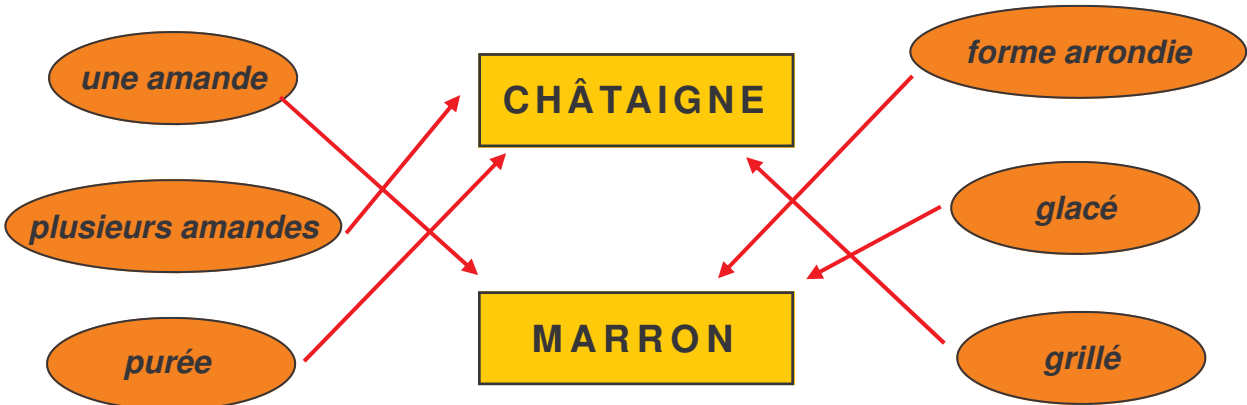 une amande
plusieurs amandes
purée
CHÂTAIGNE
MARRON
forme arrondie
glacé
grillé